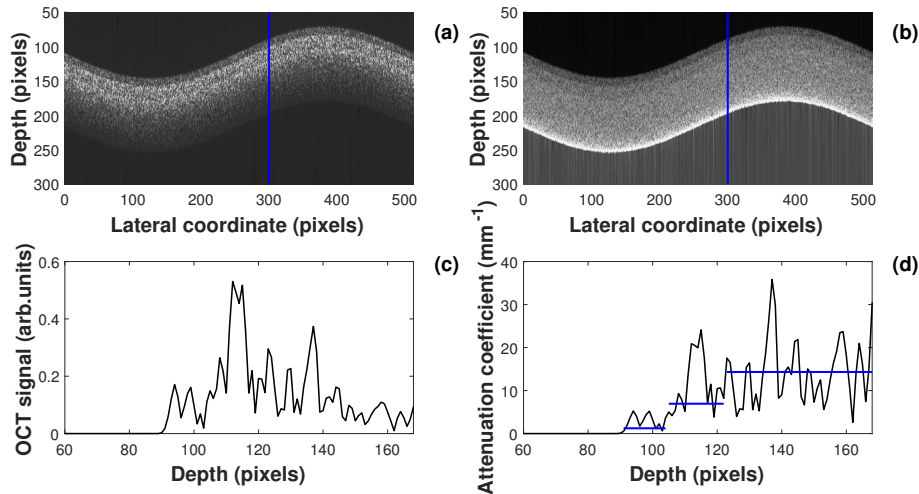 50
100
150
200
250
300
Depth (pixels)
0 100 200 300 400 500
Lateral coordinate (pixels)
(a)
50
100
150
200
250
300
Depth (pixels)
0 100 200 300 400 500
Lateral coordinate (pixels)
(b)
0.6
0.4
0.2
0
OCT signal (arb.units)
60 80 100 120 140 160
Depth (pixels)
(c)
40
30
20
10
0
Attenuation coefficient (mm⁻¹)
60 80 100 120 140 160
Depth (pixels)
(d)